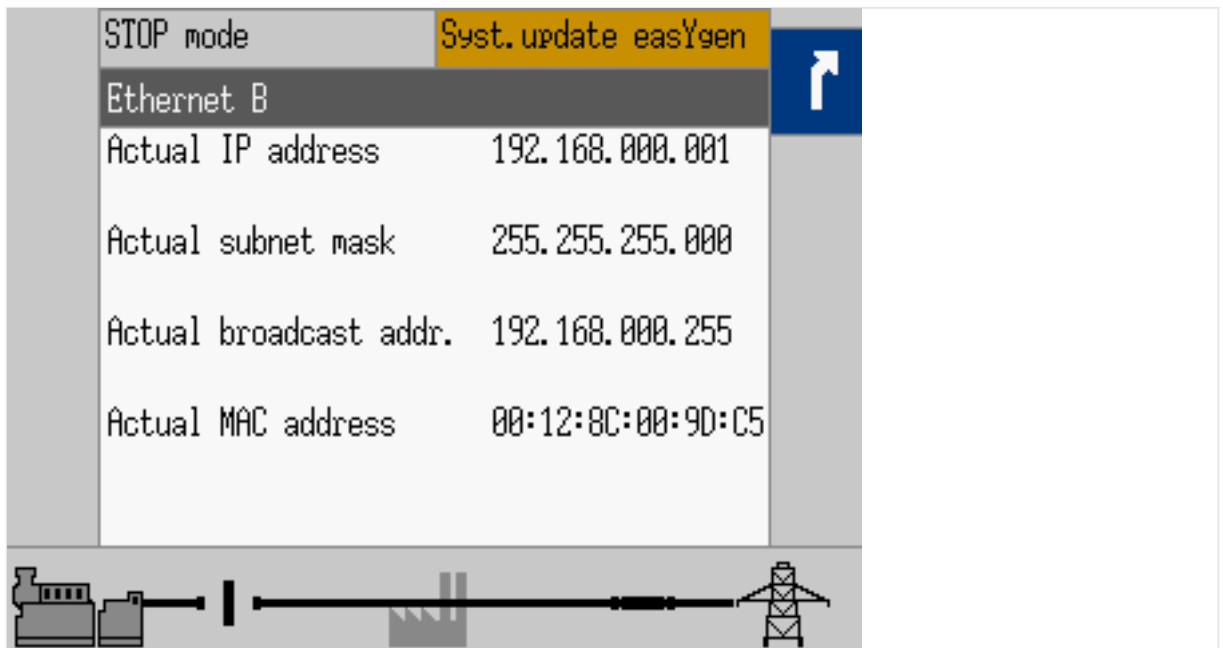 STOP mode Syst.update easYgen
Ethernet B
Actual IP address 192.168.000.001
Actual subnet mask 255.255.255.000
Actual broadcast addr. 192.168.000.255
Actual MAC address 00:12:8C:00:9D:C5